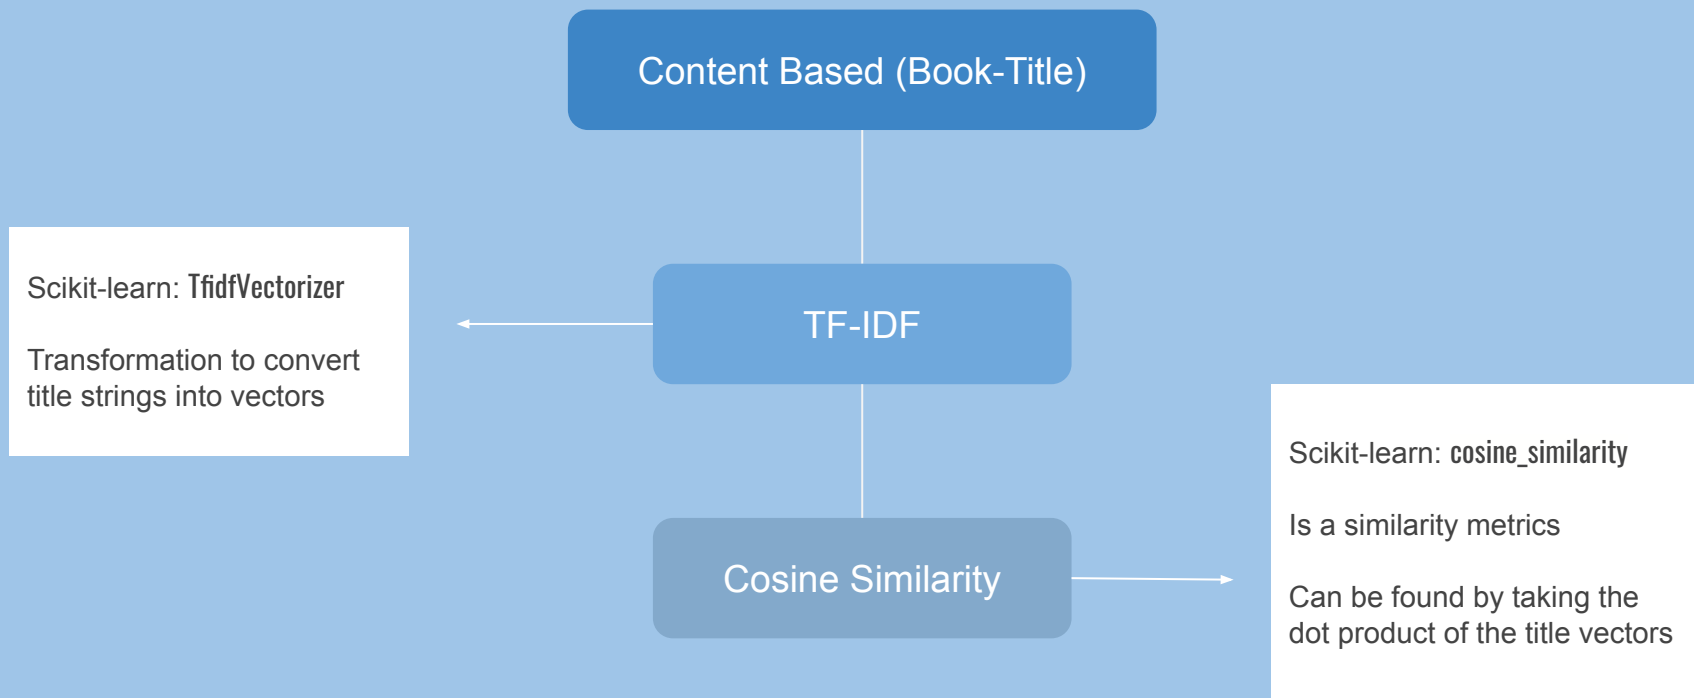 Content Based (Book-Title)
Scikit-learn: TfidfVectorizer
Transformation to convert
title strings into vectors
TF-IDF
Cosine Similarity
Scikit-learn: cosine_similarity
Is a similarity metrics
Can be found by taking the
dot product of the title vectors